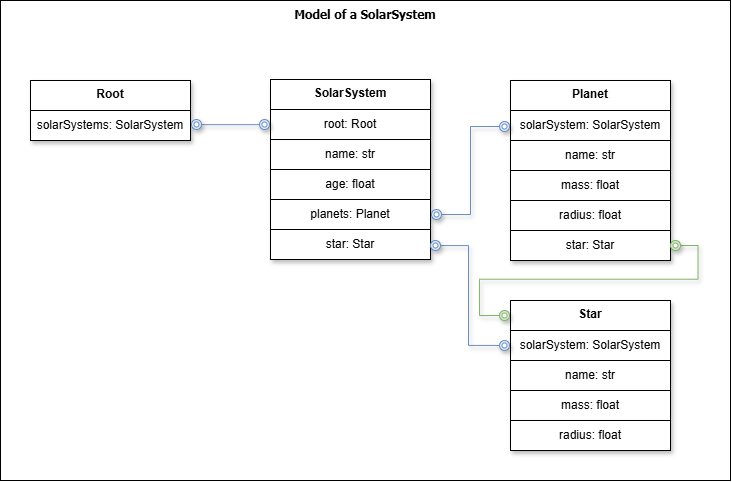 Model of a SolarSystem
Root
solarSystems: SolarSystem
SolarSystem
root: Root
name: str
age: float
planets: Planet
star: Star
Planet
solarSystem: SolarSystem
name: str
mass: float
radius: float
star: Star
Star
solarSystem: SolarSystem
name: str
mass: float
radius: float